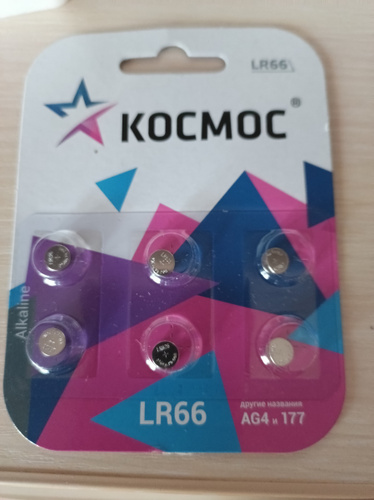 LR66
КОСМОС®
Alkaline
LR66
другие названия
AG4 и 177